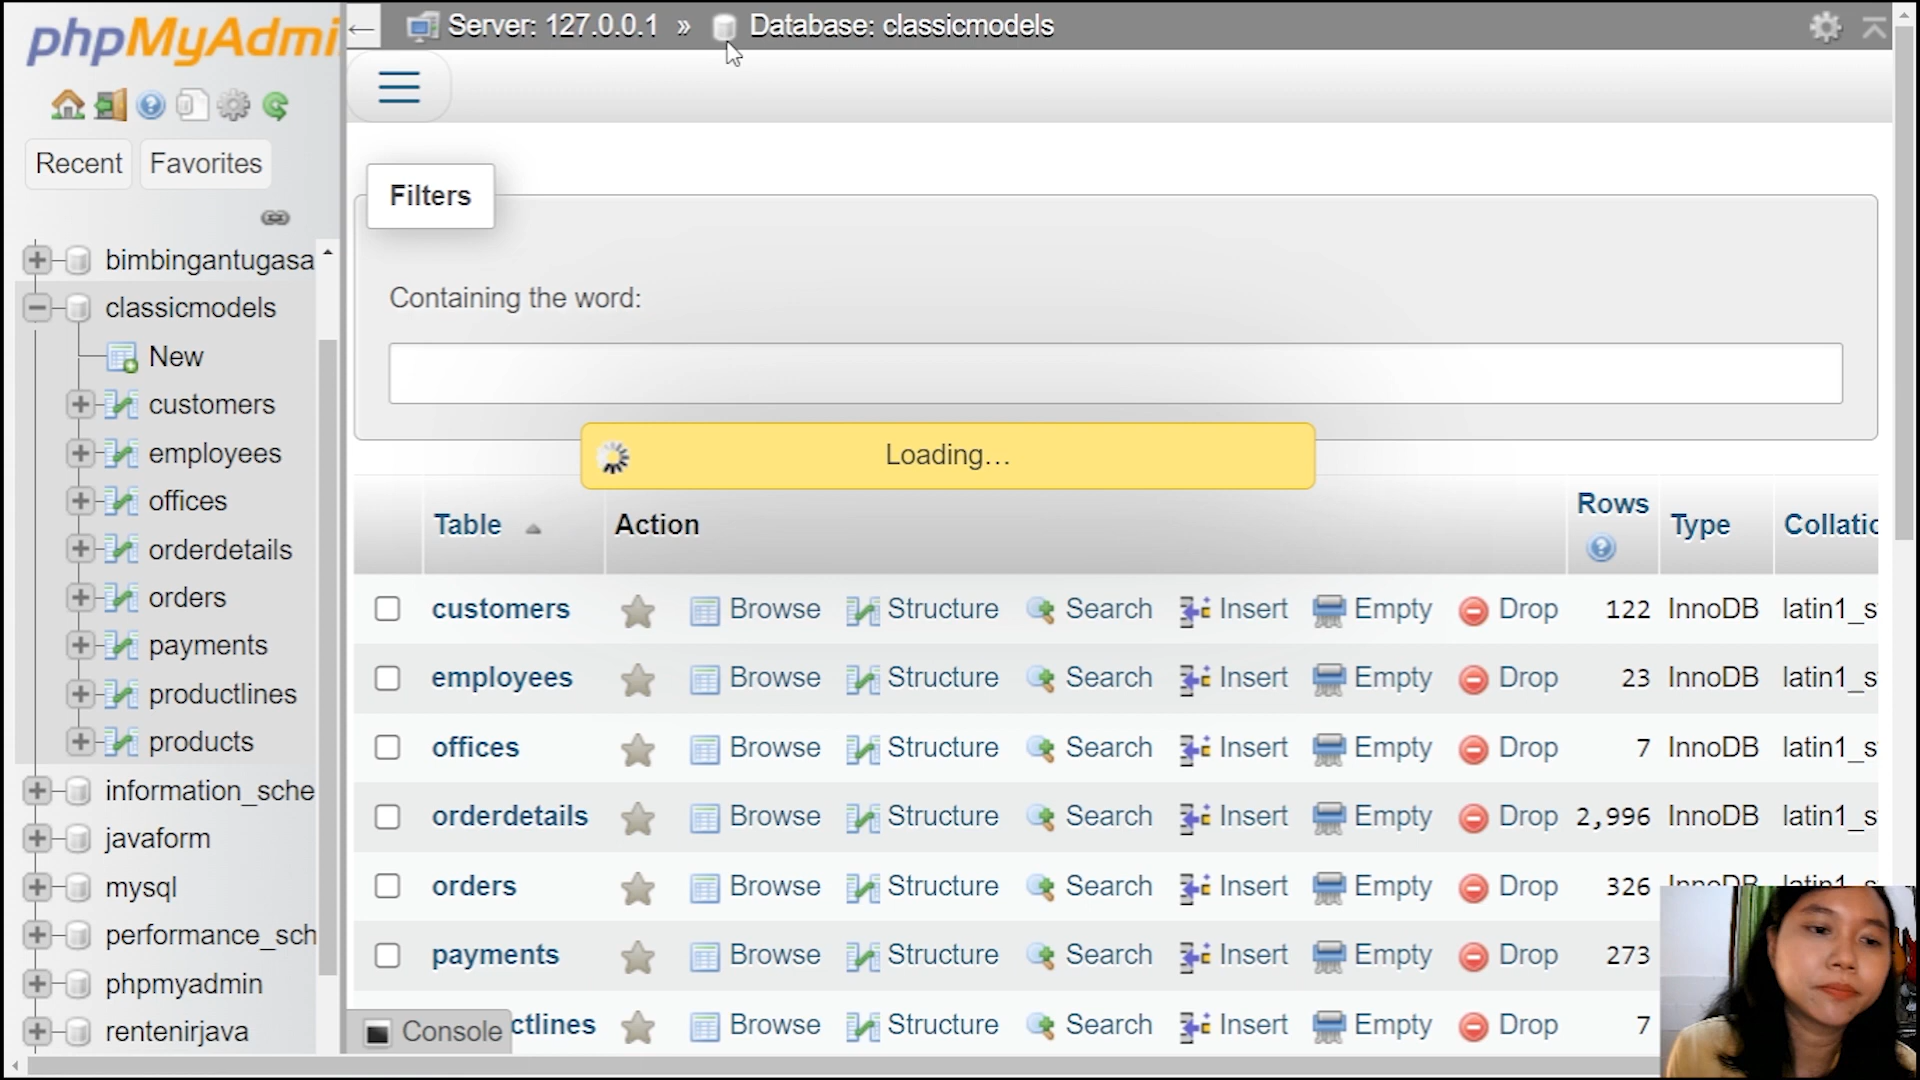 phpMyAdmi
Server: 127.0.0.1 » Database: classicmodels
Recent Favorites
bimbingantugasa
classicmodels
New
customers
employees
offices
orderdetails
orders
payments
productlines
products
information_sche
javaform
mysql
performance_sch
phpmyadmin
rentenirjava
Filters
Containing the word:
Loading...
Table Action Rows Type Collatio
customers Browse Structure Search Insert Empty Drop 122 InnoDB latin1_s
employees Browse Structure Search Insert Empty Drop 23 InnoDB latin1_s
offices Browse Structure Search Insert Empty Drop 7 InnoDB latin1_s
orderdetails Browse Structure Search Insert Empty Drop 2,996 InnoDB latin1_s
orders Browse Structure Search Insert Empty Drop 326 InnoDB latin1_s
payments Browse Structure Search Insert Empty Drop 273
ctlines Browse Structure Search Insert Empty Drop 7
Console